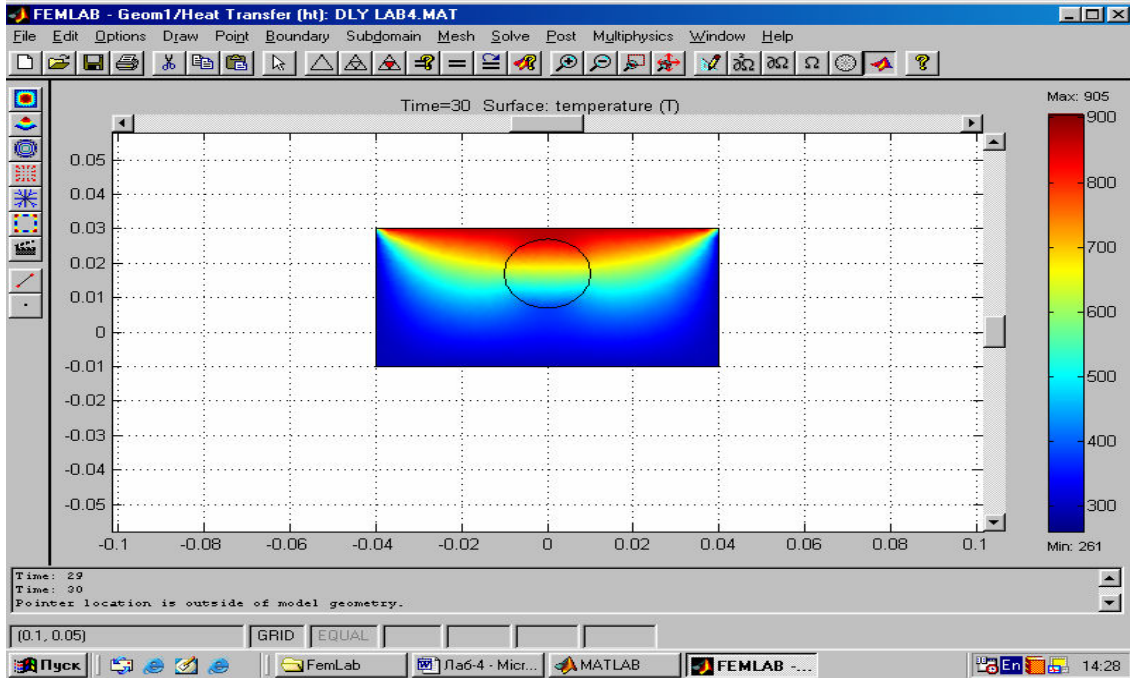 FEMLAB - Geom1/Heat Transfer (ht): DLY LAB4.MAT
File Edit Options Draw Point Boundary Subdomain Mesh Solve Post Multiphysics Window Help
Time=30 Surface: temperature (T)
Max: 905
0.05
0.04
0.03
0.02
0.01
0
-0.01
-0.02
-0.03
-0.04
-0.05
-0.1 -0.08 -0.06 -0.04 -0.02 0 0.02 0.04 0.06 0.08 0.1
900
800
700
600
500
400
300
Min: 261
Time: 29
Time: 30
Pointer location is outside of model geometry.
(0.1, 0.05) GRID EQUAL
Пуск FemLab Лаб-4 - Micr... MATLAB FEMLAB -... En 14:28